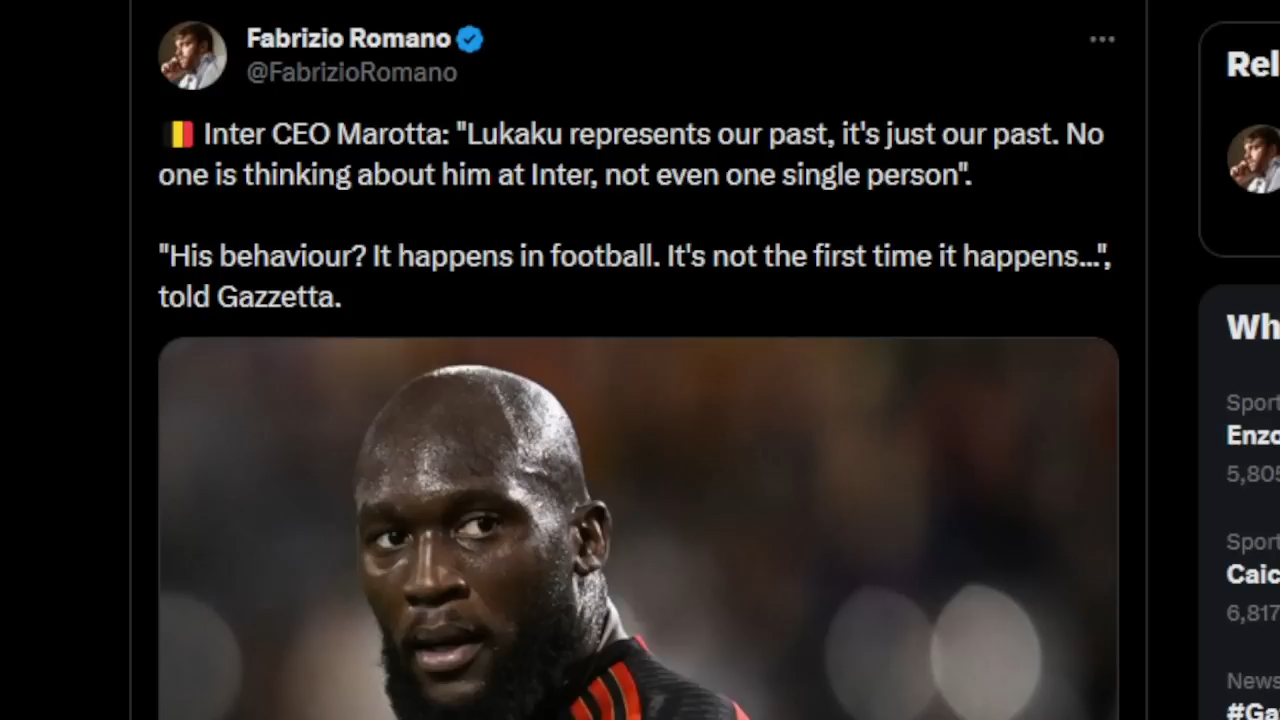 Fabrizio Romano
@FabrizioRomano
🇧🇪 Inter CEO Marotta: "Lukaku represents our past, it's just our past. No
one is thinking about him at Inter, not even one single person".
"His behaviour? It happens in football. It's not the first time it happens...",
told Gazzetta.
Rel
Wh
Sport
Enzo
5,805
Sport
Calc
6,817
News
#Ga